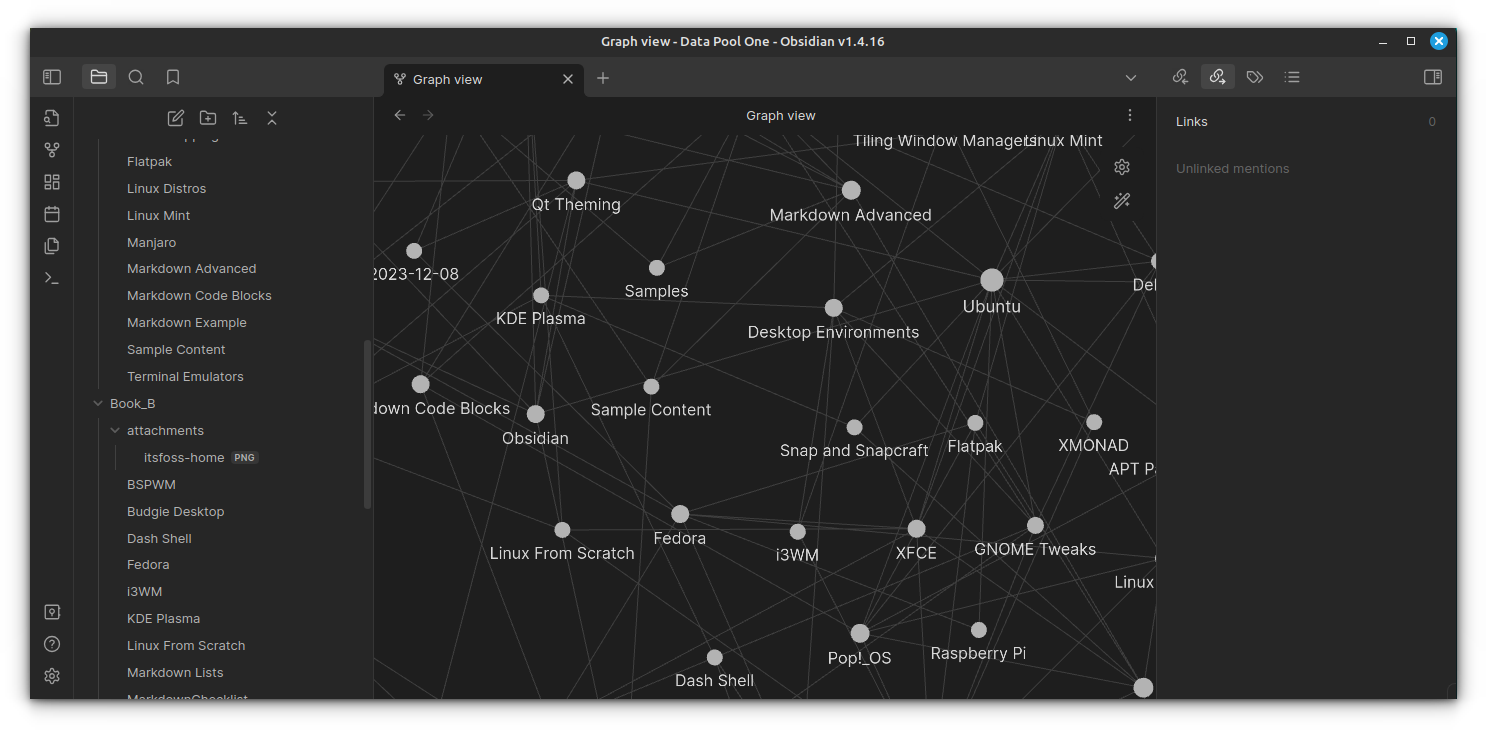 Graph view - Data Pool One - Obsidian v1.4.16
Graph view
Flatpak
Linux Distros
Linux Mint
Manjaro
Markdown Advanced
Markdown Code Blocks
Markdown Example
Sample Content
Terminal Emulators
Book_B
attachments
itsfoss-home PNG
BSPWM
Budgie Desktop
Dash Shell
Fedora
i3WM
KDE Plasma
Linux From Scratch
Markdown Lists
MarkdownChecklist
Graph view
Tiling Window Managers
Linux Mint
Qt Theming
Markdown Advanced
2023-12-08
Samples
Ubuntu
KDE Plasma
Desktop Environments
down Code Blocks
Sample Content
Obsidian
Snap and Snapcraft
Flatpak
XMONAD
APT P
Fedora
Linux From Scratch
i3WM
XFCE
GNOME Tweaks
Linux
Pop!_OS
Raspberry Pi
Dash Shell
Links 0
Unlinked mentions